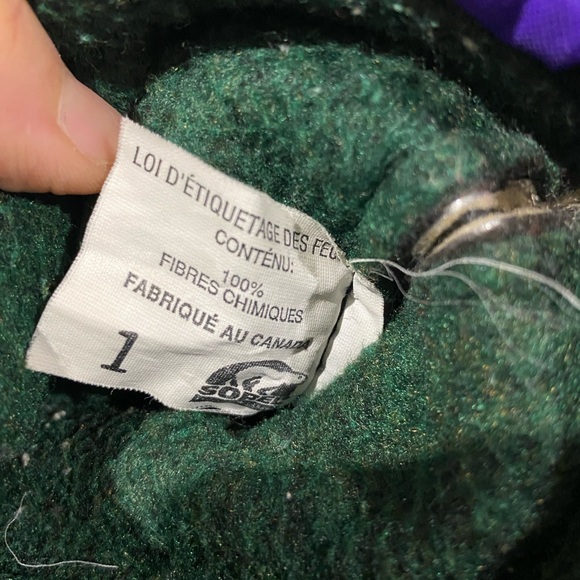 LOI D'ÉTIQUETAGE DES
CONTENU:
100%
FIBRES CHIMIQUES
FABRIQUÉ AU CANADA
1